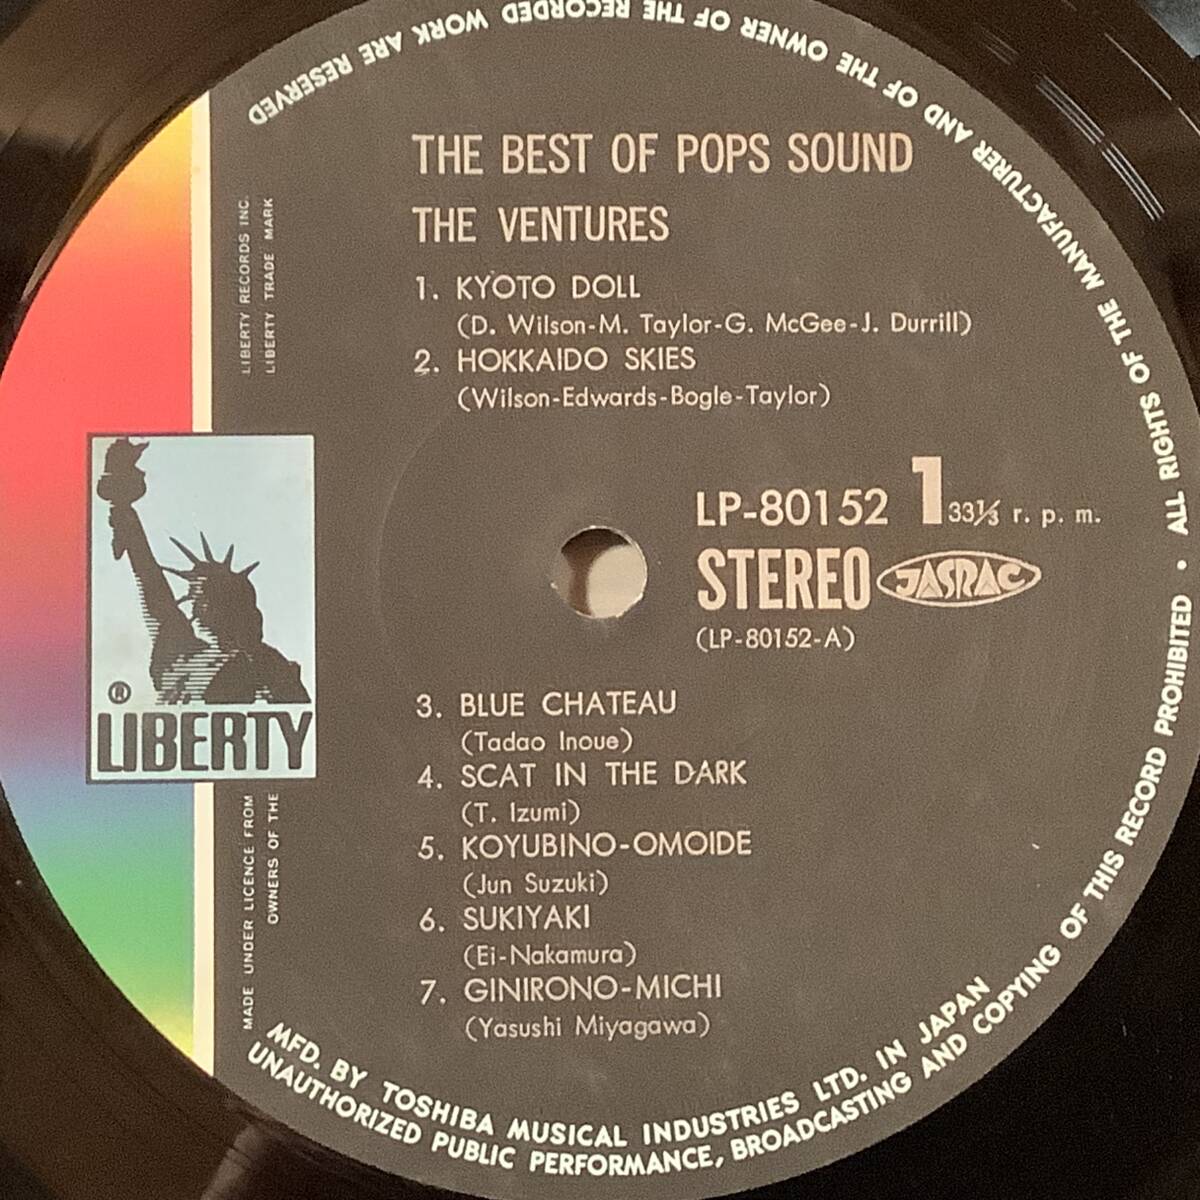 THE BEST OF POPS SOUND
THE VENTURES
1. KYOTO DOLL
(D. Wilson-M. Taylor-G. McGee-J. Durrill)
2. HOKKAIDO SKIES
(Wilson-Edwards-Bogle-Taylor)
LP-80152 1 33⅓ r. p. m.
STEREO JASRAC
(LP-80152-A)
3. BLUE CHATEAU
(Tadao Inoue)
4. SCAT IN THE DARK
(T. Izumi)
5. KOYUBINO-OMOIDE
(Jun Suzuki)
6. SUKIYAKI
(Ei-Nakamura)
7. GINIRONO-MICHI
(Yasushi Miyagawa)
LIBERTY RECORDS INC.
LIBERTY TRADE MARK
®
LIBERTY
MADE UNDER LICENCE FROM
OWNERS OF THE
MFD. BY TOSHIBA MUSICAL INDUSTRIES LTD. IN JAPAN
UNAUTHORIZED PUBLIC PERFORMANCE, BROADCASTING AND COPYING OF THIS RECORD PROHIBITED • ALL RIGHTS OF THE MANUFACTURER AND OF THE OWNER OF THE RECORDED WORK ARE RESERVED